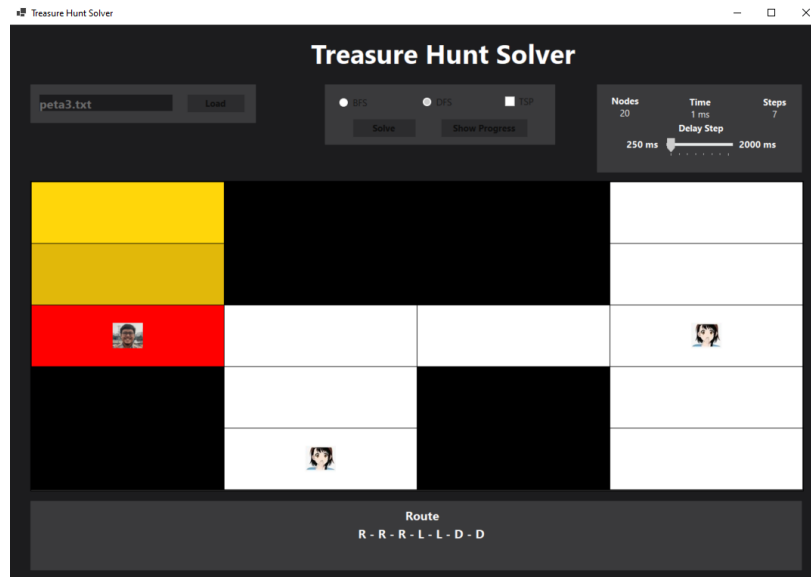 Treasure Hunt Solver
Treasure Hunt Solver
peta3.txt Load
BFS DFS TSP
Solve Show Progress
Nodes Time Steps
20 1 ms 7
Delay Step
250 ms 2000 ms
Route
R - R - R - L - L - D - D